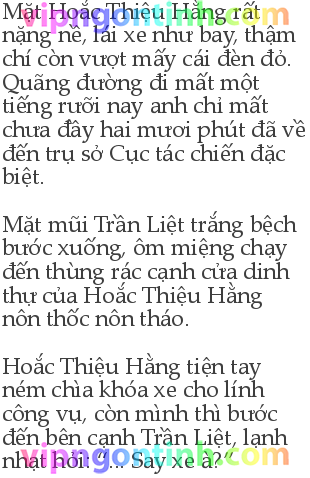 Mặt Hoắc Thiệu Hằng rất
nặng nề, lái xe như bay, thậm
chí còn vượt mấy cái đèn đỏ.
Quãng đường đi mất một
tiếng rưỡi nay anh chỉ mất
chưa đầy hai mươi phút đã về
đến trụ sở Cục tác chiến đặc
biệt.
Mặt mũi Trần Liệt trắng bệch
bước xuống, ôm miệng chạy
đến thùng rác cạnh cửa dinh
thự của Hoắc Thiệu Hằng
nôn thốc nôn tháo.
Hoắc Thiệu Hằng tiện tay
ném chìa khóa xe cho lính
công vụ, còn mình thì bước
đến bên cạnh Trần Liệt, lạnh
nhạt hỏi: “... Say xe à?”
vipngontinh.com
vipngontinh.com